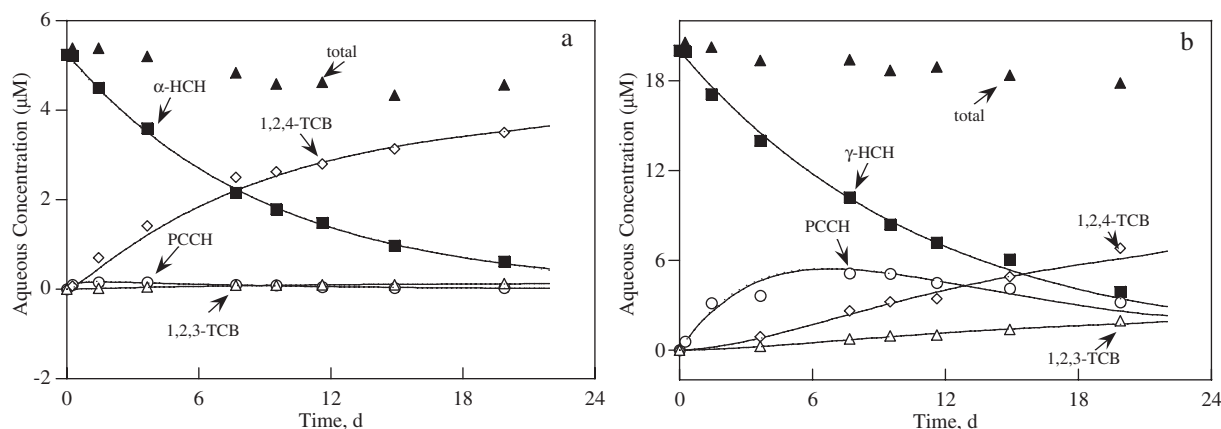 a
6
total
α-HCH
4
1,2,4-TCB
2
PCCH
0
1,2,3-TCB
-2
0 6 12 18 24
Time, d
Aqueous Concentration (μM)
b
18
total
γ-HCH
12
1,2,4-TCB
PCCH
6
0
1,2,3-TCB
0 6 12 18 24
Time, d
Aqueous Concentration (μM)